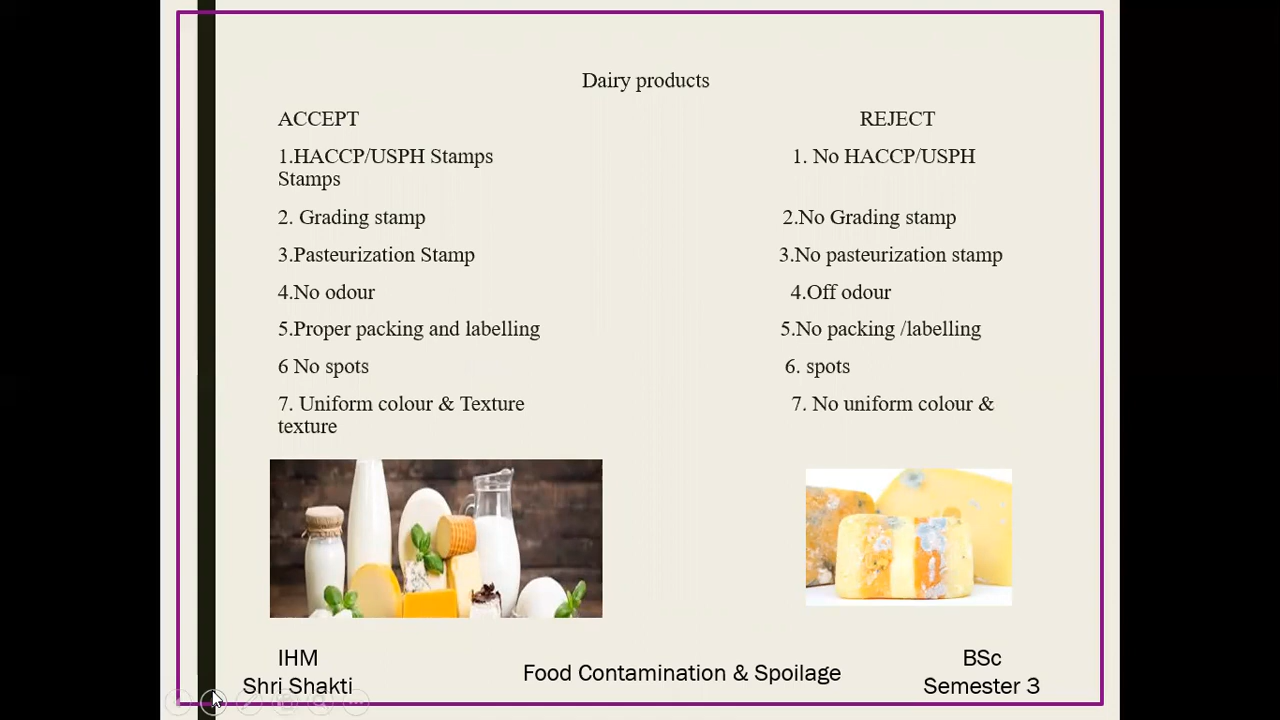 Dairy products
ACCEPT REJECT
1.HACCP/USPH Stamps 1. No HACCP/USPH
Stamps
2. Grading stamp 2.No Grading stamp
3.Pasteurization Stamp 3.No pasteurization stamp
4.No odour 4.Off odour
5.Proper packing and labelling 5.No packing /labelling
6 No spots 6. spots
7. Uniform colour & Texture 7. No uniform colour &
texture
IHM
Shri Shakti
Food Contamination & Spoilage
BSc
Semester 3